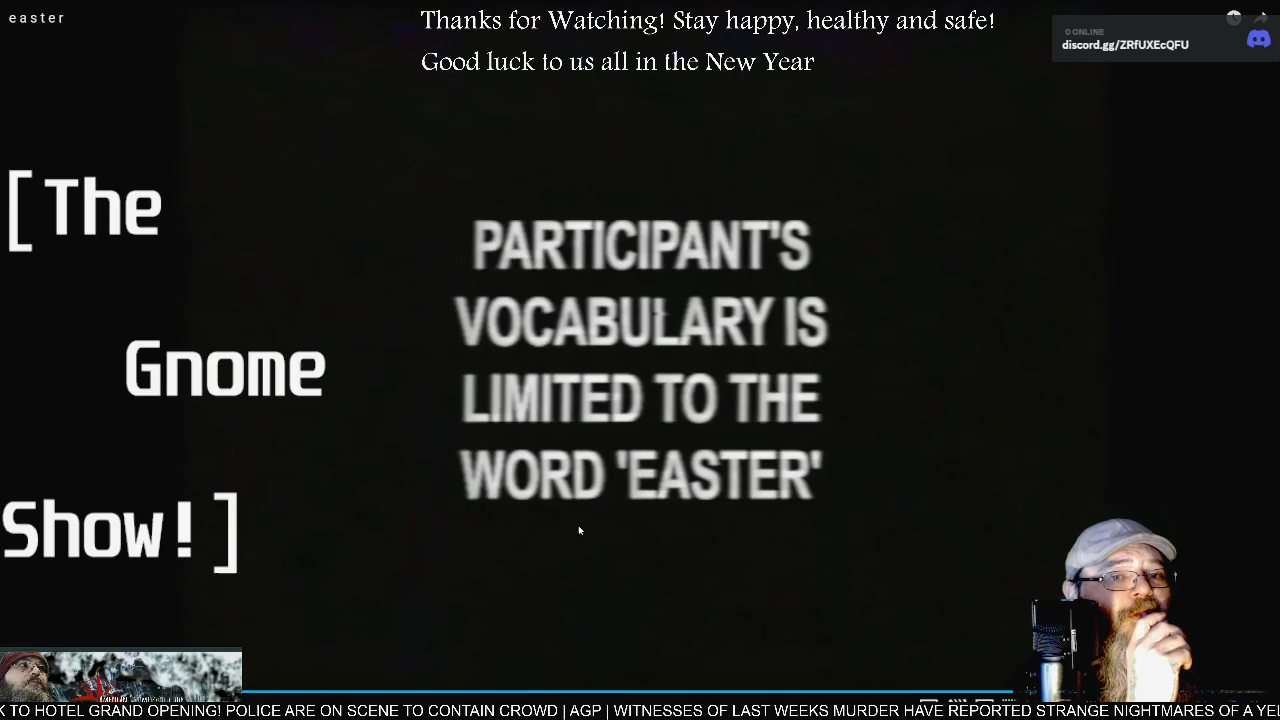 easter
Thanks for Watching! Stay happy, healthy and safe!
Good luck to us all in the New Year
0 ONLINE
discord.gg/ZRfUXEcQFU
[The
Gnome
Show!]
PARTICIPANT'S
VOCABULARY IS
LIMITED TO THE
WORD 'EASTER'
K TO HOTEL GRAND OPENING! POLICE ARE ON SCENE TO CONTAIN CROWD | AGP | WITNESSES OF LAST WEEKS MURDER HAVE REPORTED STRANGE NIGHTMARES OF A YE